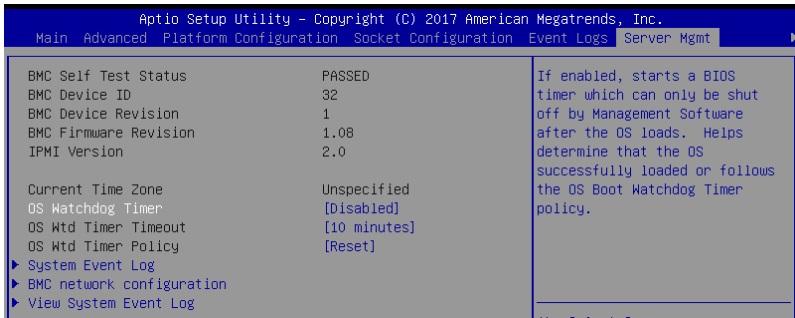 Aptio Setup Utility – Copyright (C) 2017 American Megatrends, Inc.
Main Advanced Platform Configuration Socket Configuration Event Logs Server Mgmt
BMC Self Test Status PASSED
BMC Device ID 32
BMC Device Revision 1
BMC Firmware Revision 1.08
IPMI Version 2.0
Current Time Zone Unspecified
OS Watchdog Timer [Disabled]
OS Wtd Timer Timeout [10 minutes]
OS Wtd Timer Policy [Reset]
System Event Log
BMC network configuration
View System Event Log
If enabled, starts a BIOS
timer which can only be shut
off by Management Software
after the OS loads. Helps
determine that the OS
successfully loaded or follows
the OS Boot Watchdog Timer
policy.